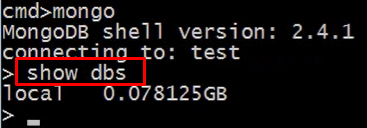 cmd>mongo
MongoDB shell version: 2.4.1
connecting to: test
> show dbs
local   0.078125GB
> _